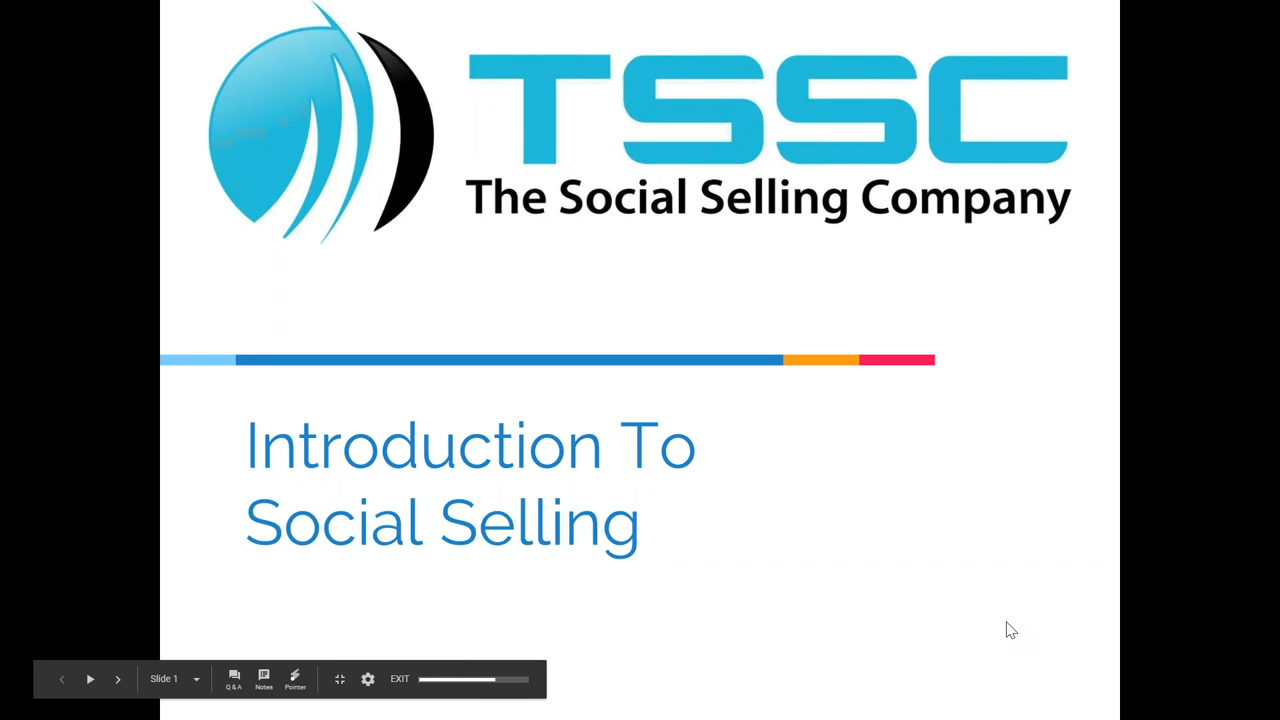 TSSC
The Social Selling Company
Introduction To
Social Selling
Slide 1
Q & A
Notes
Pointer
EXIT